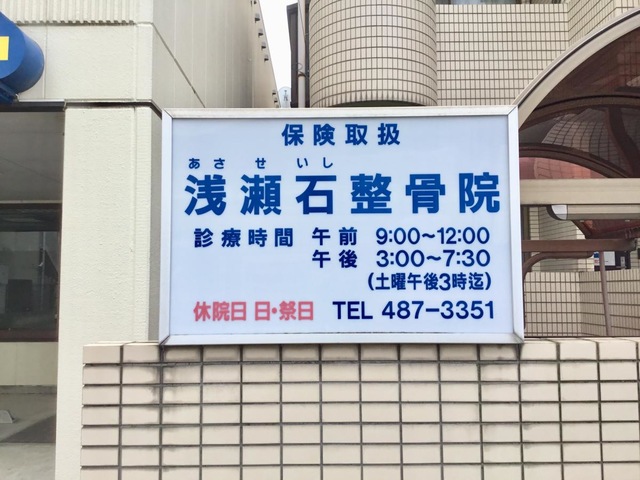 保険取扱
あさ せ いし
浅瀬石整骨院
診療時間 午前 9:00～12:00
午後 3:00～7:30
(土曜午後3時迄)
休院日 日・祭日 TEL 487-3351